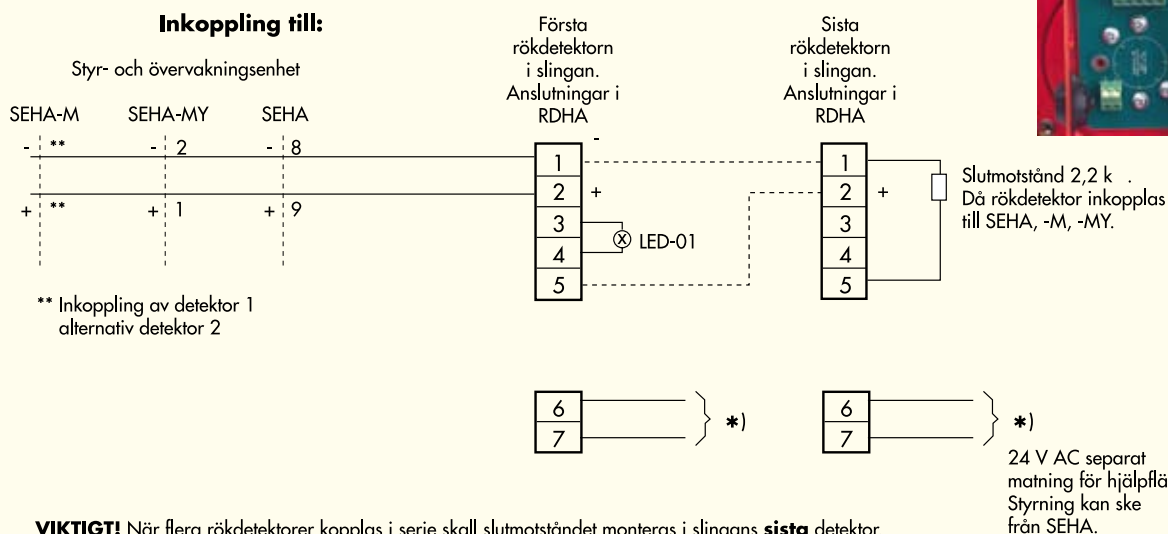 Inkoppling till:
Styr- och övervakningsenhet
SEHA-M SEHA-MY SEHA
- ** - 2 - 8
+ ** + 1 + 9
** Inkoppling av detektor 1
alternativ detektor 2
Första
rökdetektorn
i slingan.
Anslutningar i
RDHA
-
1
2 +
3
4
5
X LED-01
Sista
rökdetektorn
i slingan.
Anslutningar i
RDHA
1
2 +
3
4
5
Slutmotstånd 2,2 k .
Då rökdetektor inkopplas
till SEHA, -M, -MY.
6
7
*)
6
7
*)
24 V AC separat
matning för hjälpflä
Styrning kan ske
från SEHA.
VIKTIGT! När flera rökdetektorer kopplas i serie skall slutmotståndet monteras i slingans sista detektor